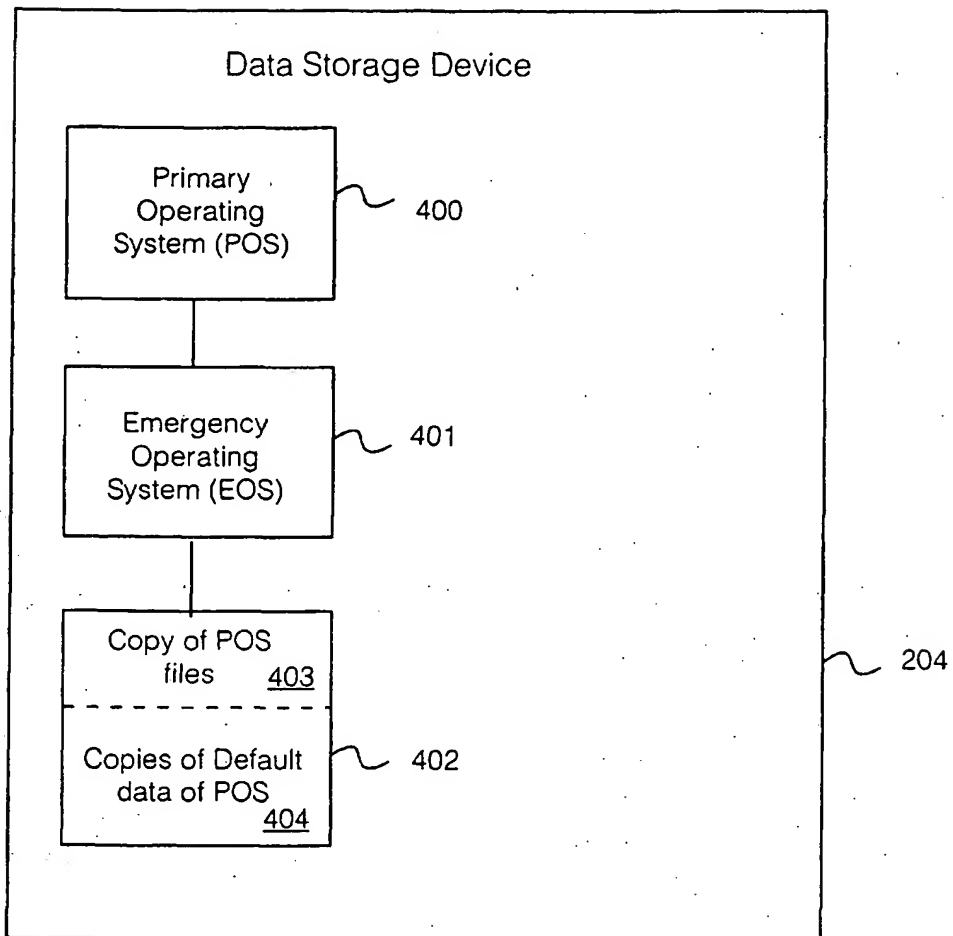 Data Storage Device
Primary
Operating
System (POS)
400
Emergency
Operating
System (EOS)
401
Copy of POS
files 403
204
Copies of Default
data of POS
404
402